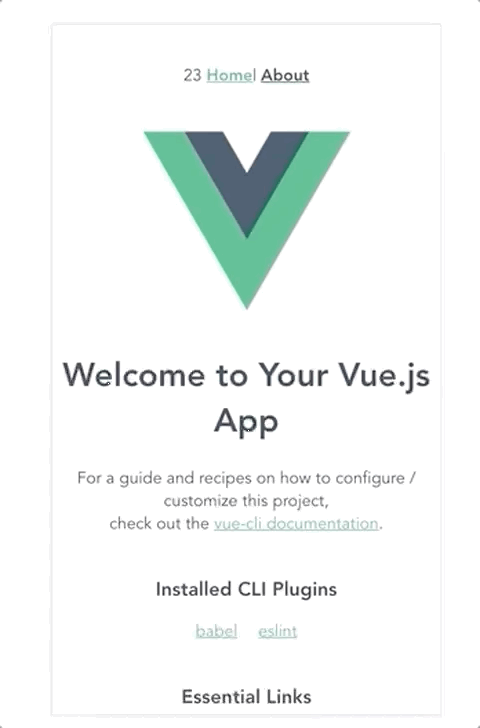 23 Home| About
Welcome to Your Vue.js
App
For a guide and recipes on how to configure /
customize this project,
check out the vue-cli documentation.
Installed CLI Plugins
babel eslint
Essential Links